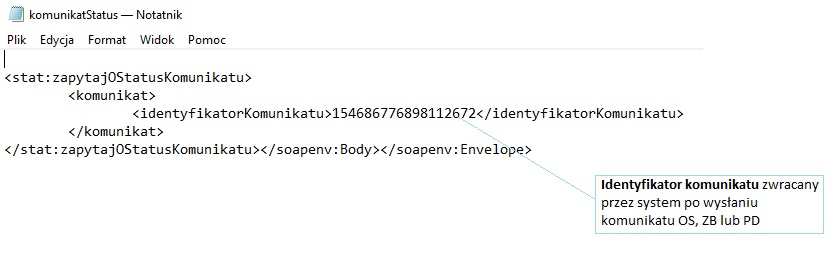 komunikatStatus — Notatnik
Plik Edycja Format Widok Pomoc
<stat:zapytajOStatusKomunikatu>
<komunikat>
<identyfikatorKomunikatu>154686776898112672</identyfikatorKomunikatu>
</komunikat>
</stat:zapytajOStatusKomunikatu></soapenv:Body></soapenv:Envelope>
Identyfikator komunikatu zwracany
przez system po wysłaniu
komunikatu OS, ZB lub PD